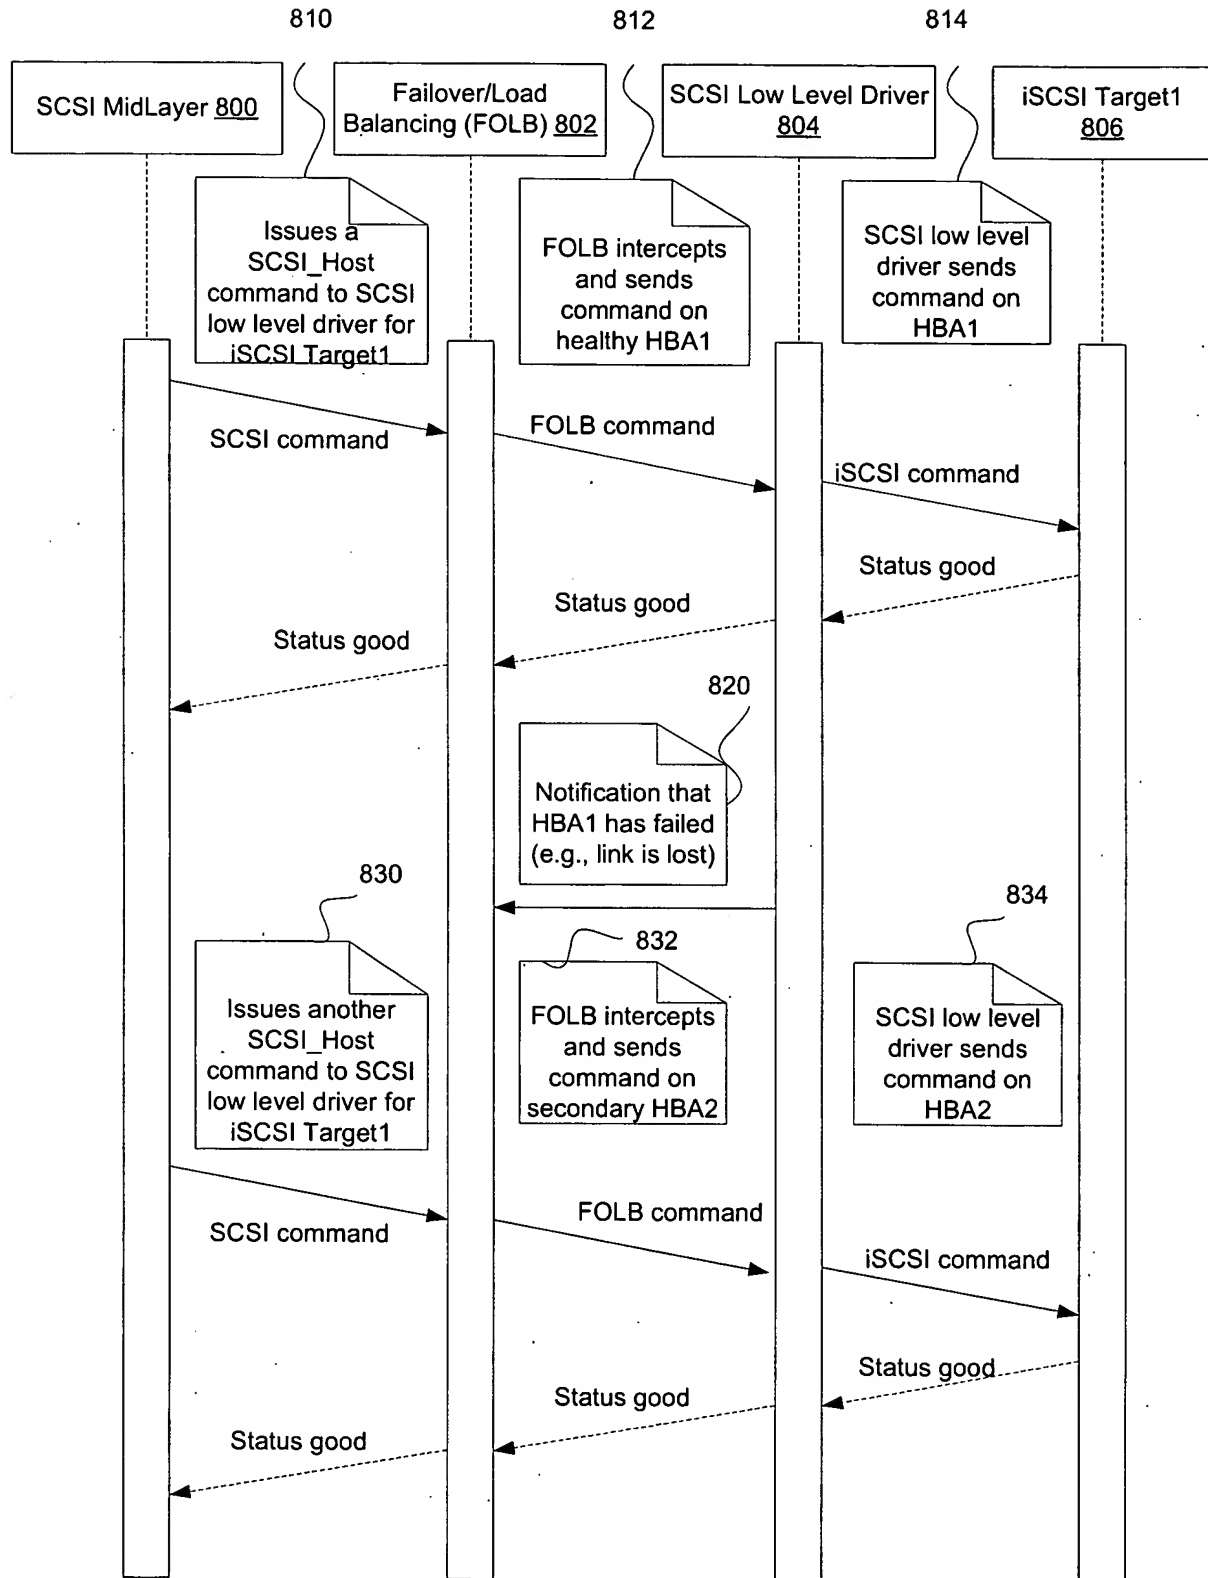 810
812
814
SCSI MidLayer 800
Failover/Load
Balancing (FOLB) 802
SCSI Low Level Driver
804
iSCSI Target1
806
Issues a
SCSI_Host
command to SCSI
low level driver for
iSCSI Target1
FOLB intercepts
and sends
command on
healthy HBA1
SCSI low level
driver sends
command on
HBA1
SCSI command
FOLB command
iSCSI command
Status good
Status good
Status good
820
Notification that
HBA1 has failed
(e.g., link is lost)
830
832
834
Issues another
SCSI_Host
command to SCSI
low level driver for
iSCSI Target1
FOLB intercepts
and sends
command on
secondary HBA2
SCSI low level
driver sends
command on
HBA2
SCSI command
FOLB command
iSCSI command
Status good
Status good
Status good